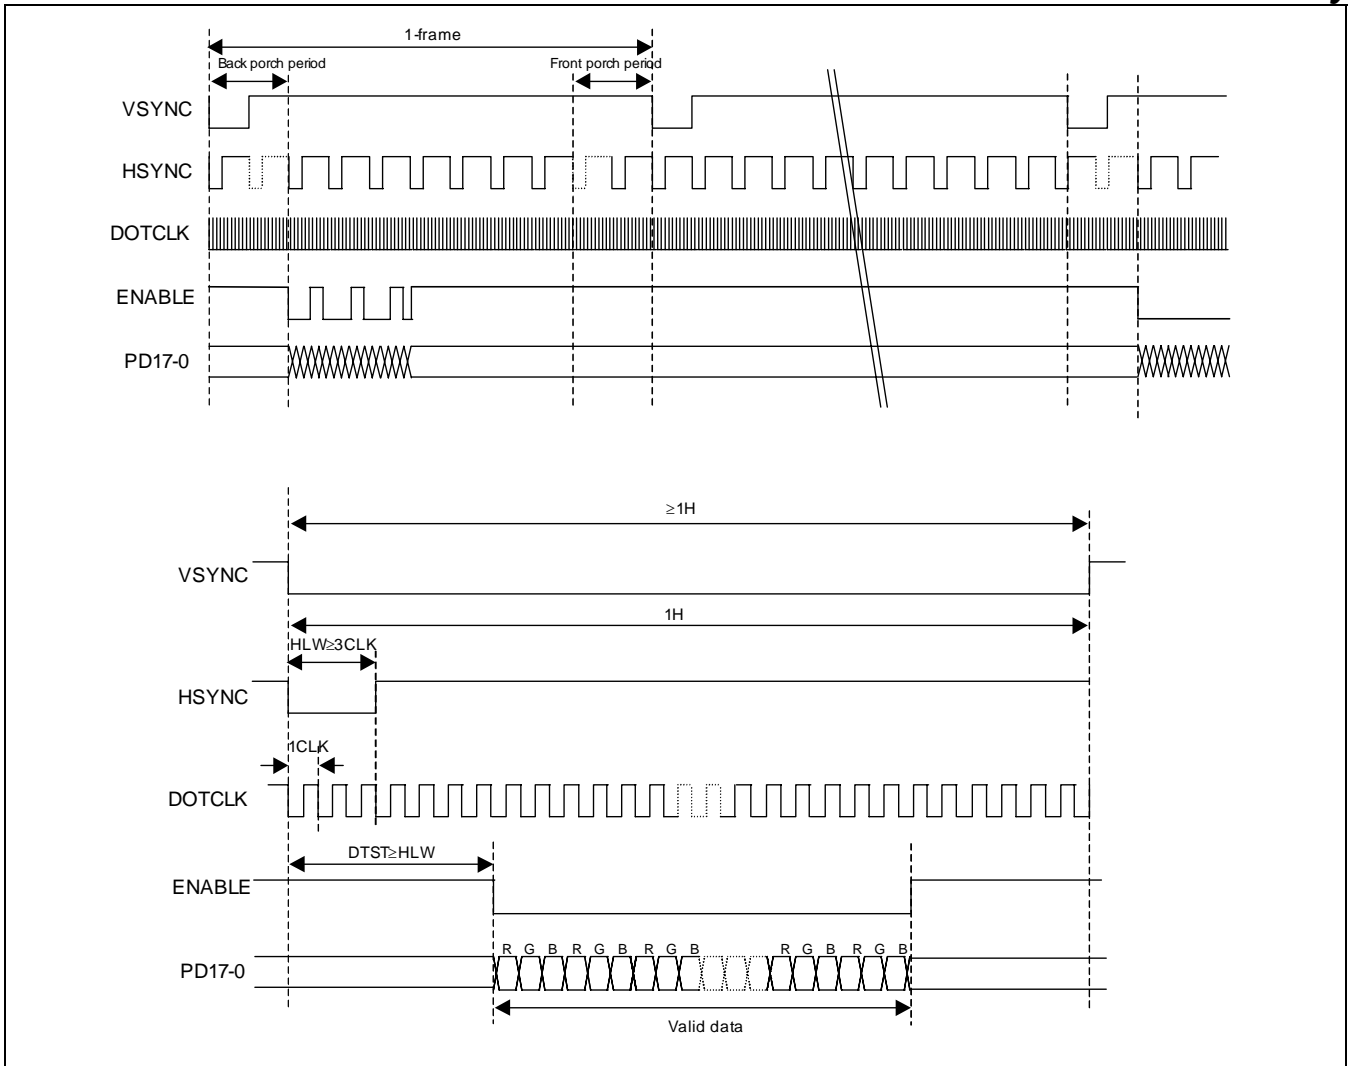 1-frame
Back porch period
Front porch period
VSYNC
HSYNC
DOTCLK
ENABLE
PD17-0
≥1H
VSYNC
1H
HLW≥3CLK
HSYNC
1CLK
DOTCLK
DTST≥HLW
ENABLE
R G B R G B R G B R G B R G B
PD17-0
Valid data